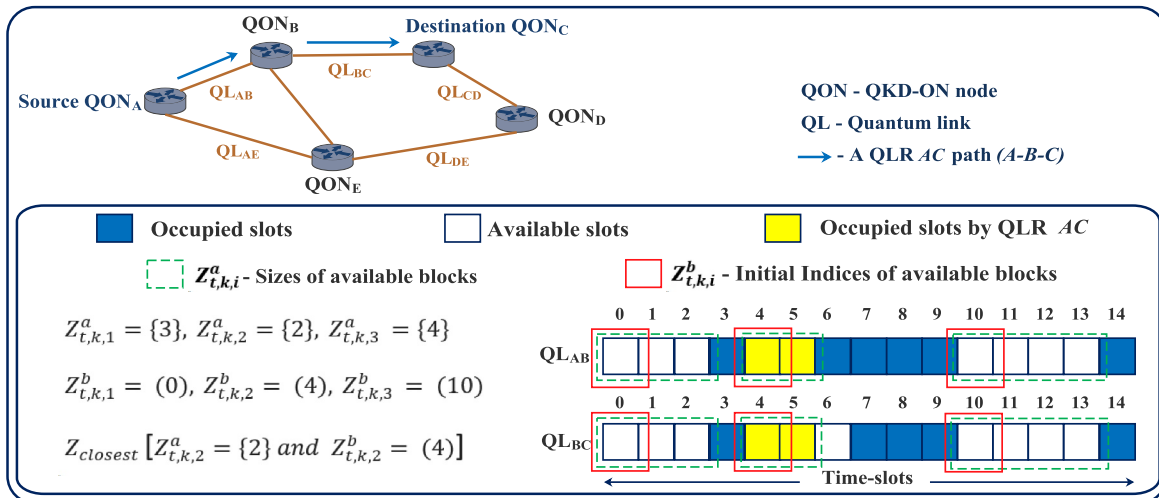 QON_B
Destination QON_C
QL_BC
QL_AB
Source QON_A
QL_CD
QON_D
QL_AE
QL_DE
QON_E
QON - QKD-ON node
QL - Quantum link
- A QLR AC path (A-B-C)
Occupied slots
Available slots
Occupied slots by QLR AC
Z^a_{t,k,i} - Sizes of available blocks
Z^b_{t,k,i} - Initial Indices of available blocks
Z^a_{t,k,1} = {3}, Z^a_{t,k,2} = {2}, Z^a_{t,k,3} = {4}
Z^b_{t,k,1} = (0), Z^b_{t,k,2} = (4), Z^b_{t,k,3} = (10)
Z_{closest} [Z^a_{t,k,2} = {2} and Z^b_{t,k,2} = (4)]
0 1 2 3 4 5 6 7 8 9 10 11 12 13 14
QL_AB
0 1 2 3 4 5 6 7 8 9 10 11 12 13 14
QL_BC
Time-slots